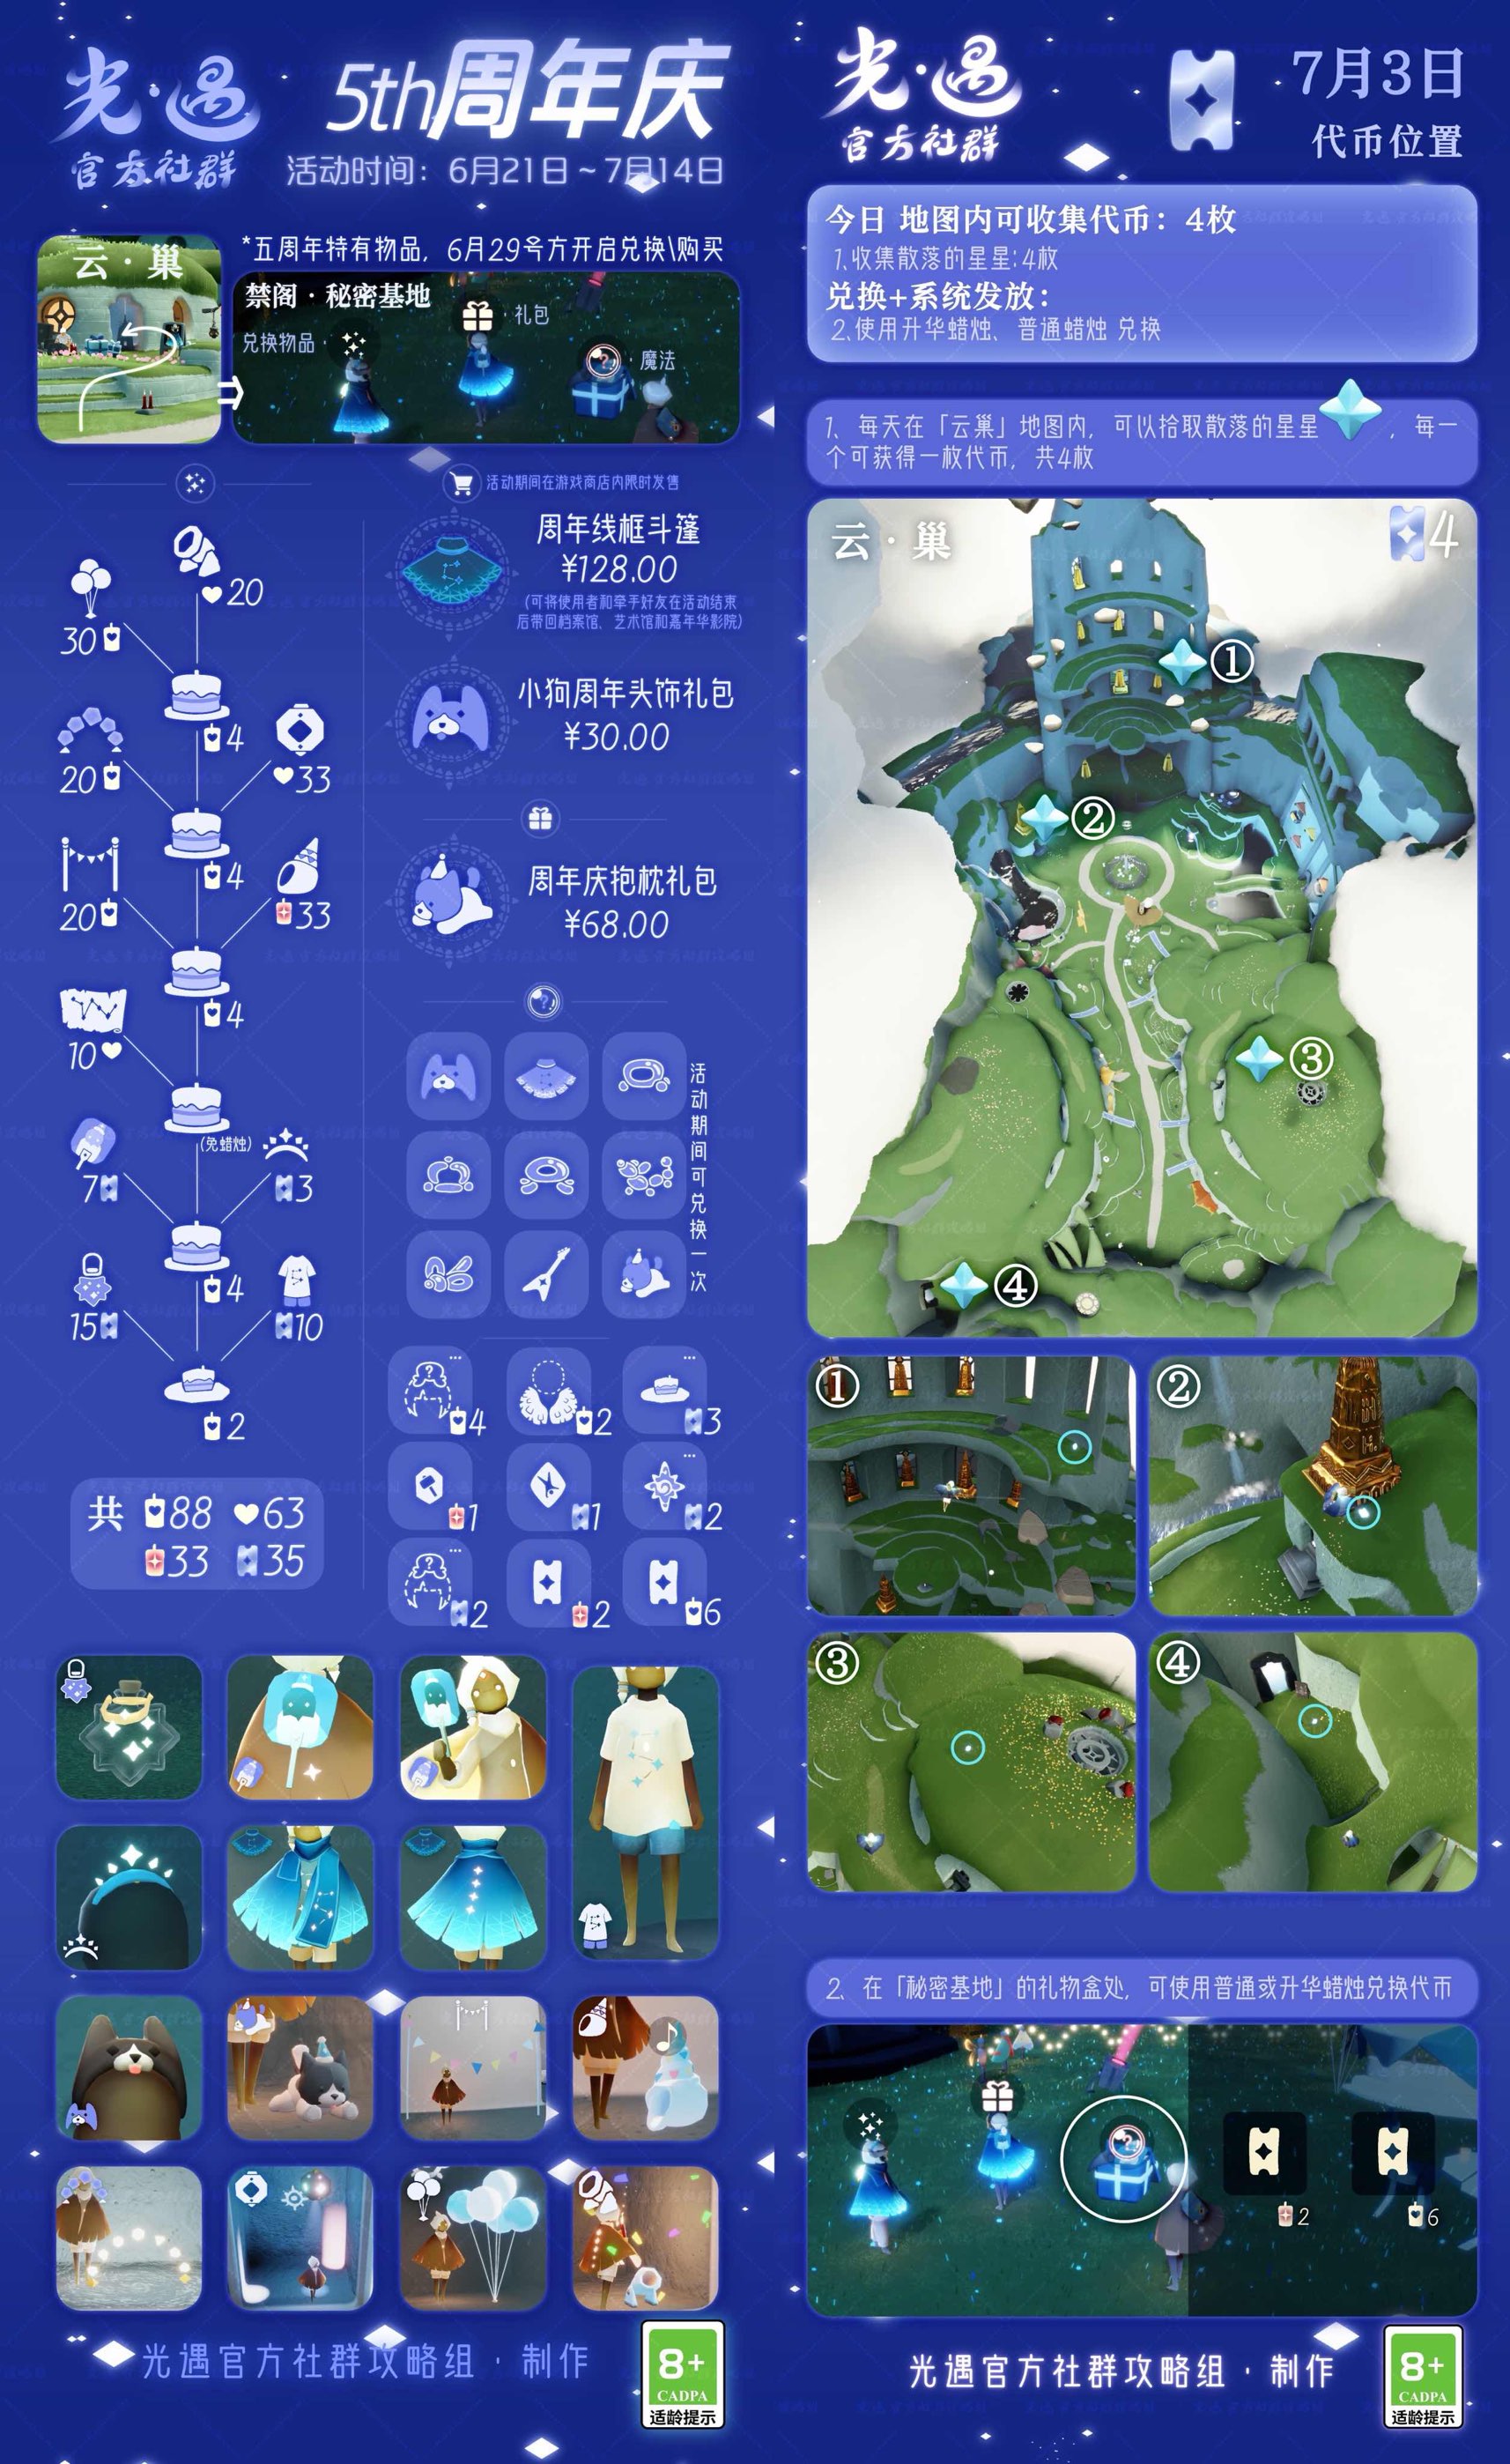 光·遇
官方社群
5th周年庆
活动时间：6月21日~7月14日
*五周年特有物品，6月29号方开启兑换\购买
云·巢
禁阁·秘密基地
兑换物品·
·礼包
·魔法
活动期间在游戏商店内限时发售
20
30
4
20
33
4
20
33
4
10
(免蜡烛)
7
3
4
15
10
2
共 88 63
33 35
周年线框斗篷
¥128.00
(可将使用者和牵手好友在活动结束
后带回档案馆、艺术馆和嘉年华影院)
小狗周年头饰礼包
¥30.00
周年庆抱枕礼包
¥68.00
活动期间可兑换一次
4
2
3
1
1
2
2
2
6
光遇官方社群攻略组·制作
8+
CADPA
适龄提示
光·遇
官方社群
7月3日
代币位置
今日 地图内可收集代币：4枚
1.收集散落的星星:4枚
兑换+系统发放：
2.使用升华蜡烛、普通蜡烛 兑换
1、每天在「云巢」地图内，可以拾取散落的星星 ，每一
个可获得一枚代币，共4枚
云·巢
4
①
②
③
④
①
②
③
④
2、在「秘密基地」的礼物盒处，可使用普通或升华蜡烛兑换代币
2
6
光遇官方社群攻略组·制作
8+
CADPA
适龄提示